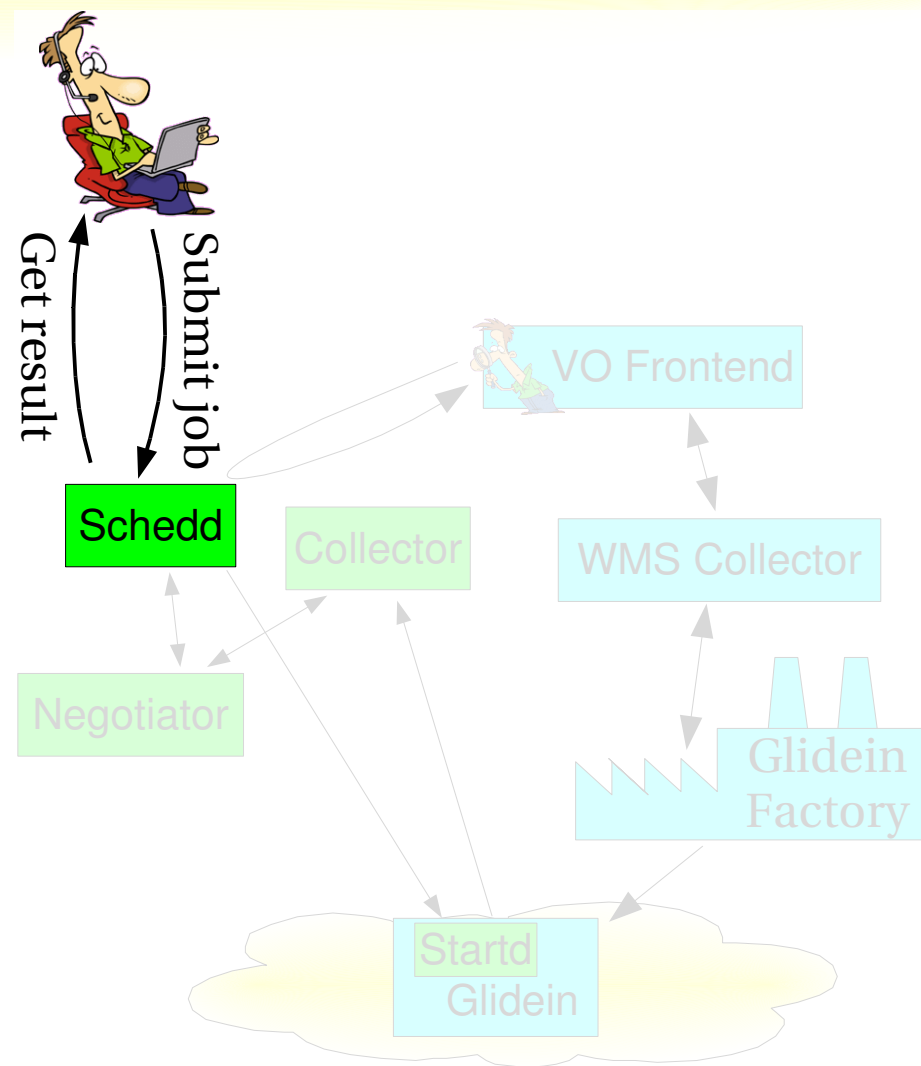 Get result
Submit job
VO Frontend
Schedd
Collector
WMS Collector
Negotiator
Glidein
Factory
Startd
Glidein